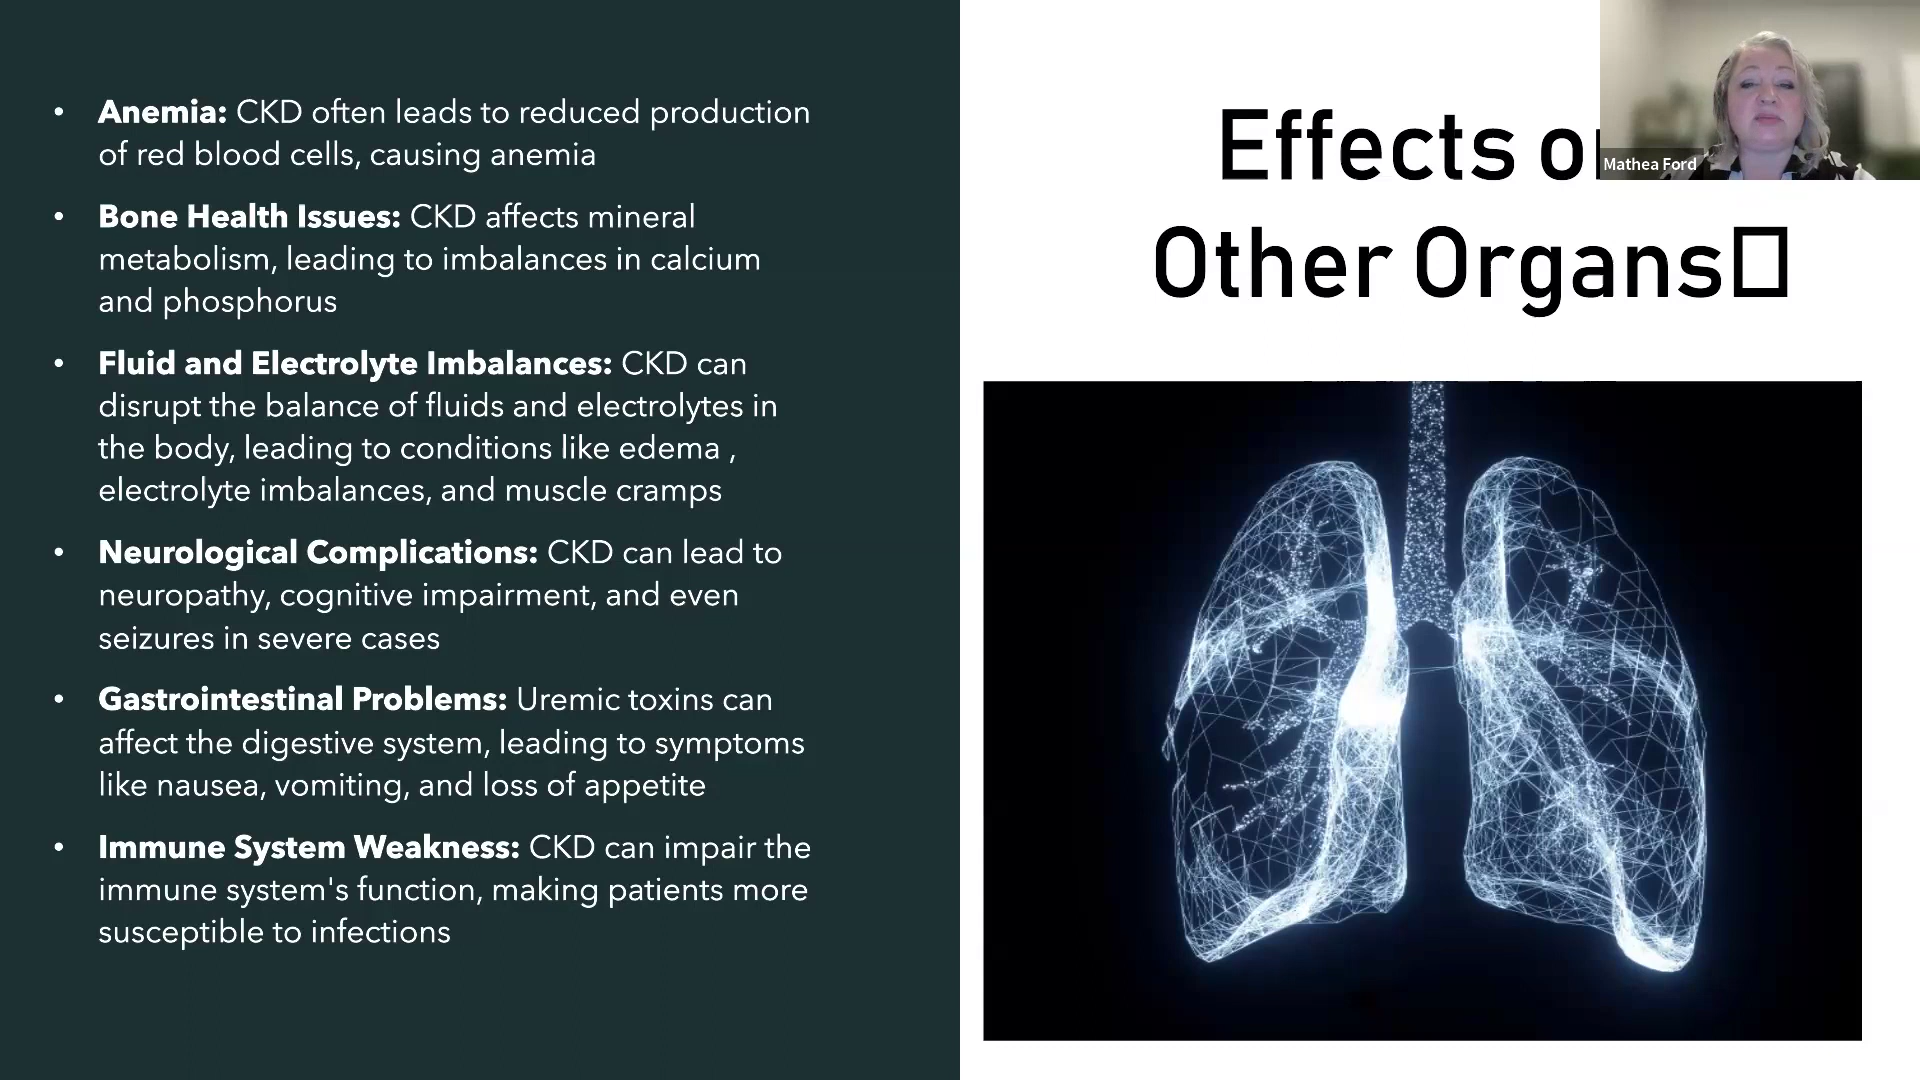 • Anemia: CKD often leads to reduced production
of red blood cells, causing anemia
• Bone Health Issues: CKD affects mineral
metabolism, leading to imbalances in calcium
and phosphorus
• Fluid and Electrolyte Imbalances: CKD can
disrupt the balance of fluids and electrolytes in
the body, leading to conditions like edema ,
electrolyte imbalances, and muscle cramps
• Neurological Complications: CKD can lead to
neuropathy, cognitive impairment, and even
seizures in severe cases
• Gastrointestinal Problems: Uremic toxins can
affect the digestive system, leading to symptoms
like nausea, vomiting, and loss of appetite
• Immune System Weakness: CKD can impair the
immune system's function, making patients more
susceptible to infections
Effects
Other Organs
Mathea Ford